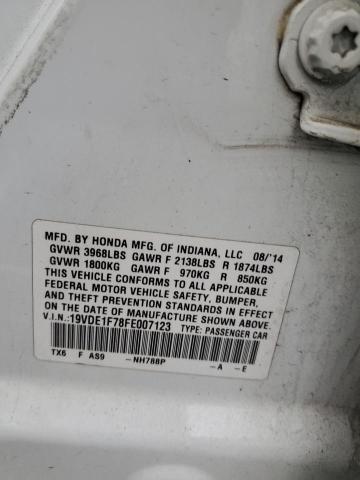 MFD. BY HONDA MFG. OF INDIANA, LLC 08/'14
GVWR 3968LBS GAWR F 2138LBS R 1874LBS
GVWR 1800KG GAWR F 970KG R 850KG
THIS VEHICLE CONFORMS TO ALL APPLICABLE
FEDERAL MOTOR VEHICLE SAFETY, BUMPER,
AND THEFT PREVENTION STANDARDS IN EFFECT
ON THE DATE OF MANUFACTURE SHOWN ABOVE.
V.I.N.: 19VDE1F78FE007123 TYPE: PASSENGER CAR
TX6 F AS9 -NH788P -A -E